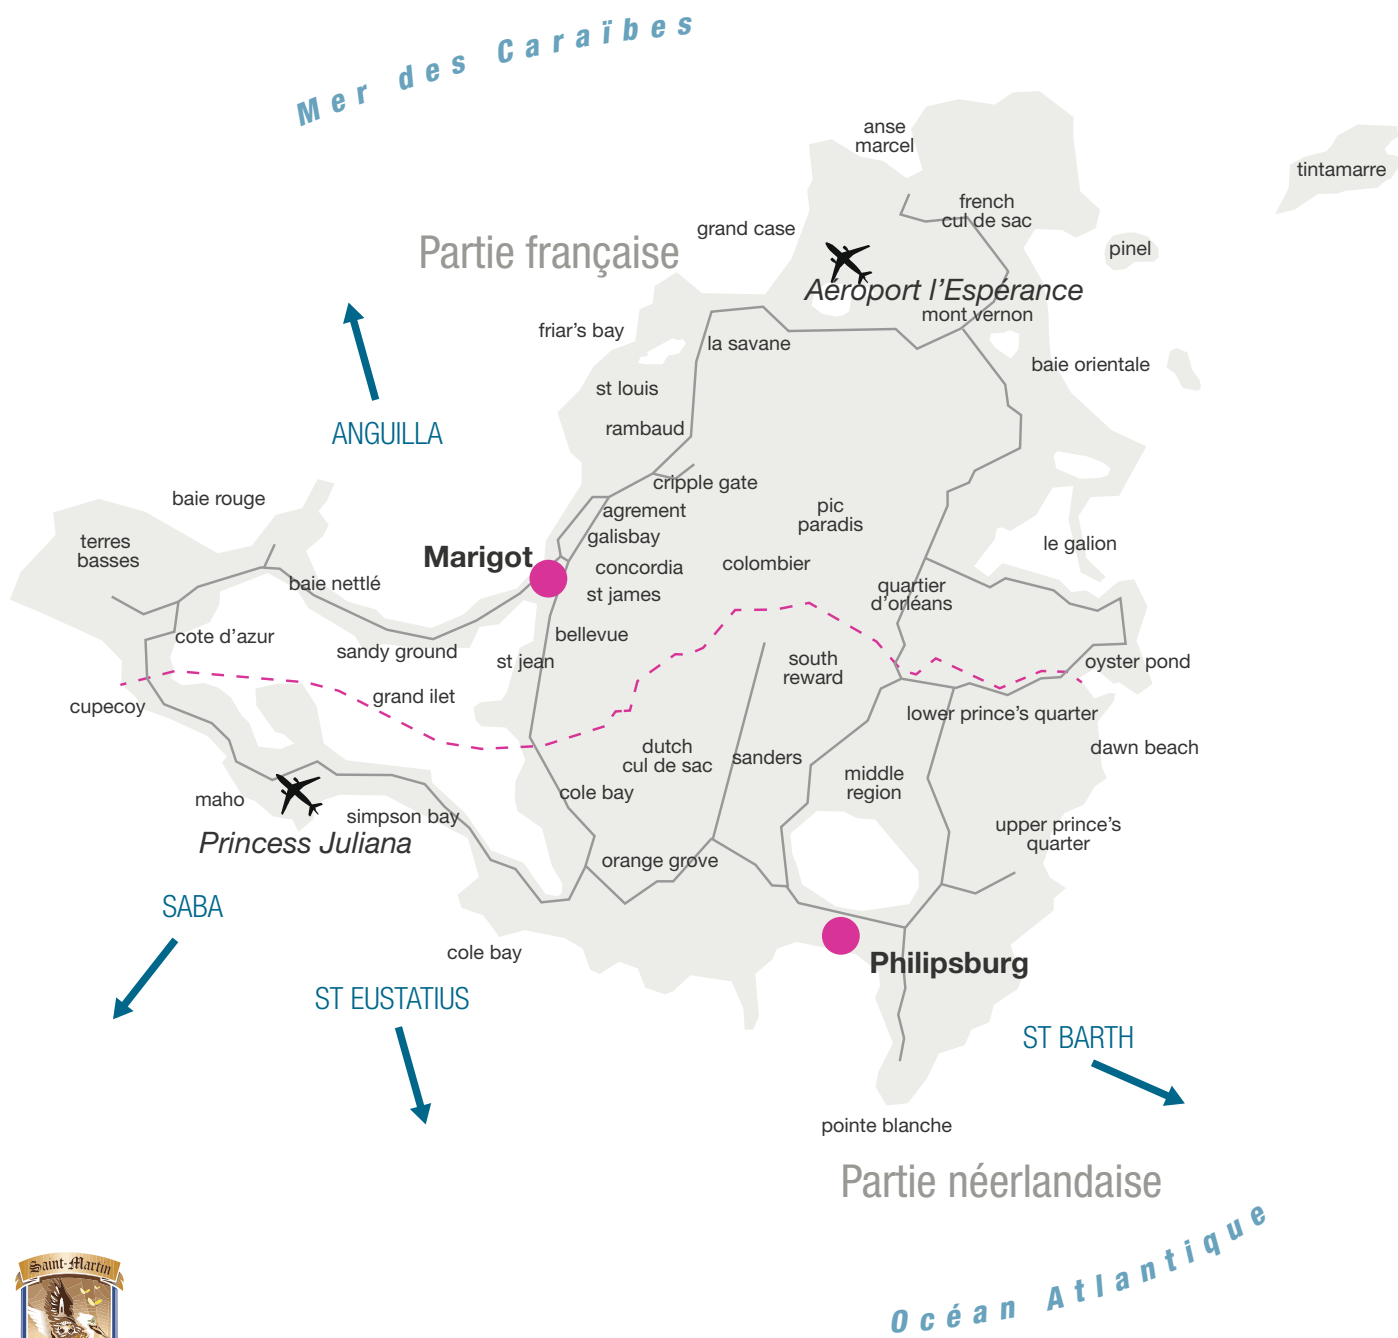 Mer des Caraïbes
anse
marcel
tintamarre
french
cul de sac
grand case
Partie française
pinel
Aéroport l'Espérance
mont vernon
friar's bay
la savane
baie orientale
st louis
rambaud
ANGUILLA
cripple gate
baie rouge
agrement
pic
paradis
galisbay
terres
basses
le galion
Marigot
concordia
colombier
baie nettlé
st james
quartier
d'orléans
cote d'azur
bellevue
sandy ground
st jean
south
reward
oyster pond
grand ilet
cupecoy
lower prince's quarter
dutch
cul de sac
sanders
dawn beach
middle
region
cole bay
maho
simpson bay
Princess Juliana
upper prince's
quarter
orange grove
SABA
cole bay
Philipsburg
ST EUSTATIUS
ST BARTH
pointe blanche
Partie néerlandaise
Océan Atlantique
Saint-Martin